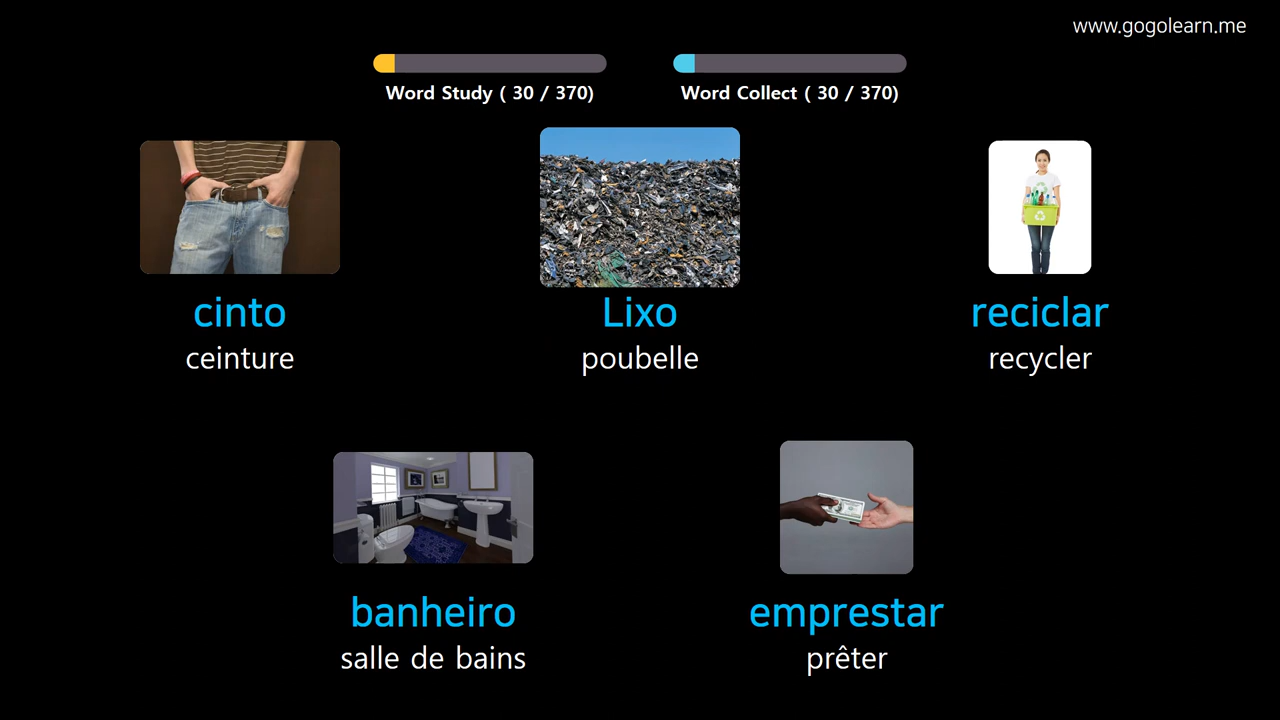 www.gogolearn.me
Word Study ( 30 / 370)
Word Collect ( 30 / 370)
cinto
ceinture
Lixo
poubelle
reciclar
recycler
banheiro
salle de bains
emprestar
prêter